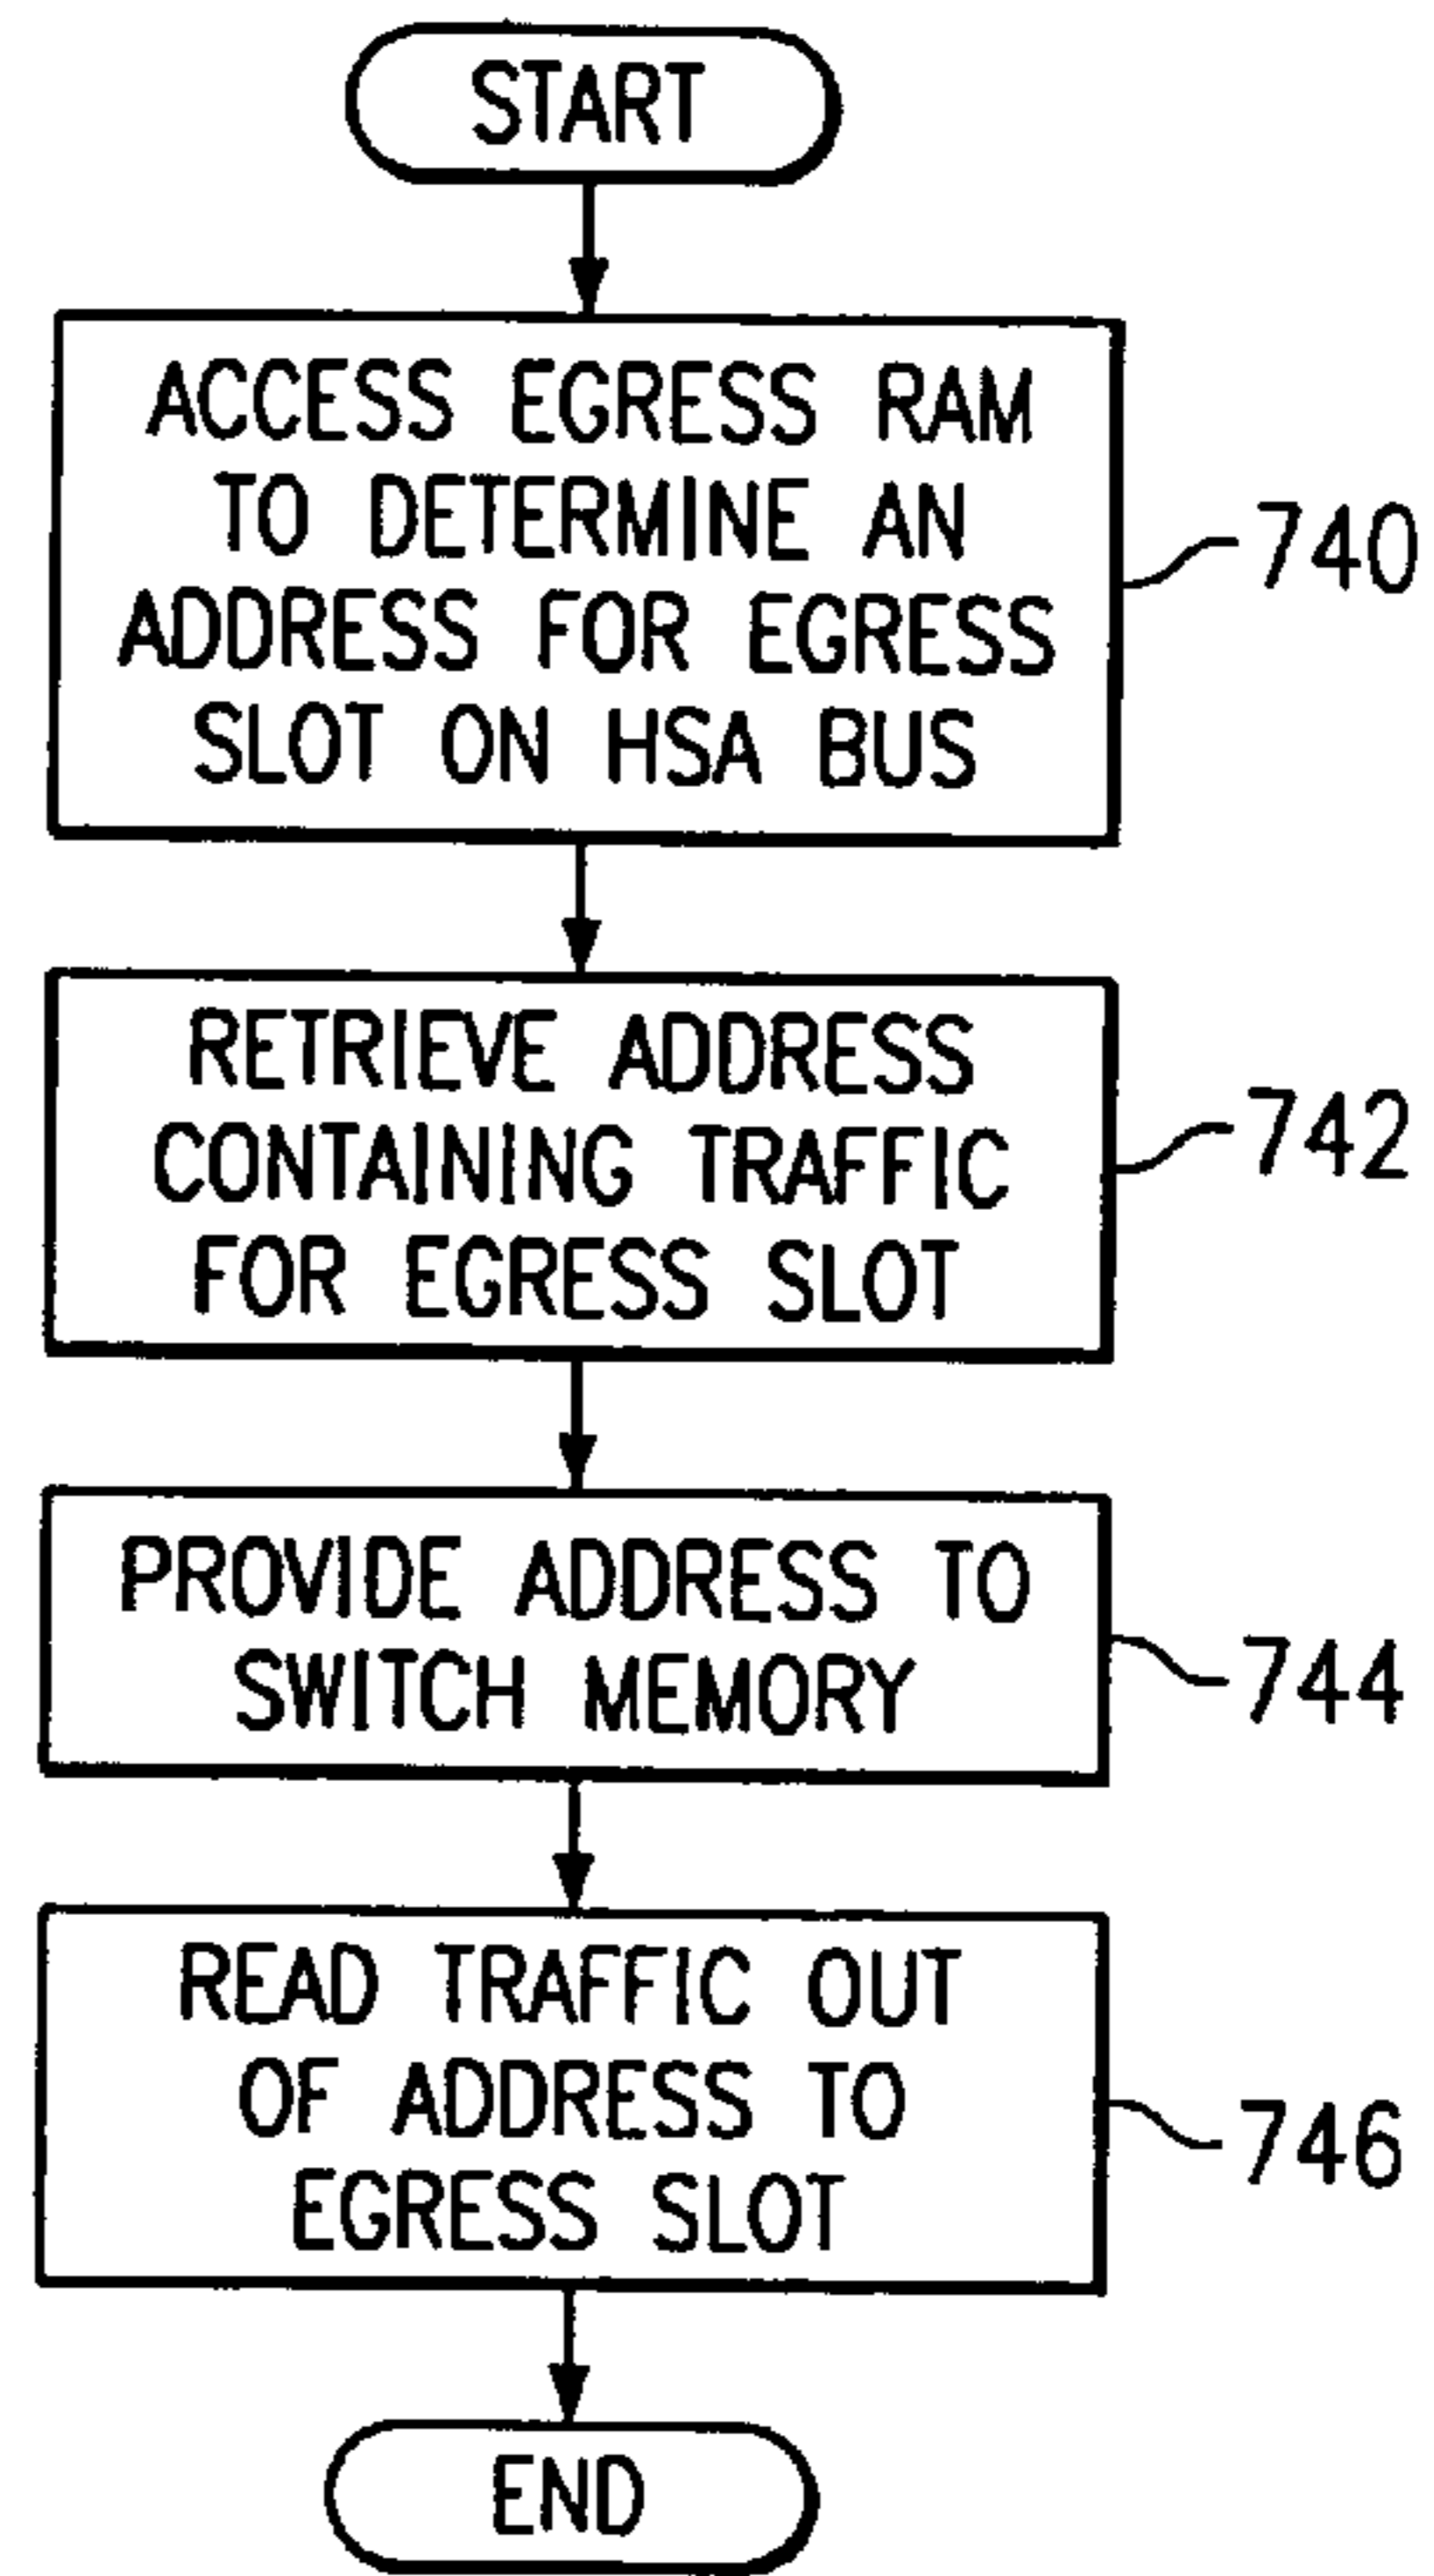 START
ACCESS EGRESS RAM
TO DETERMINE AN
ADDRESS FOR EGRESS
SLOT ON HSA BUS
740
RETRIEVE ADDRESS
CONTAINING TRAFFIC
FOR EGRESS SLOT
742
PROVIDE ADDRESS TO
SWITCH MEMORY
744
READ TRAFFIC OUT
OF ADDRESS TO
EGRESS SLOT
746
END